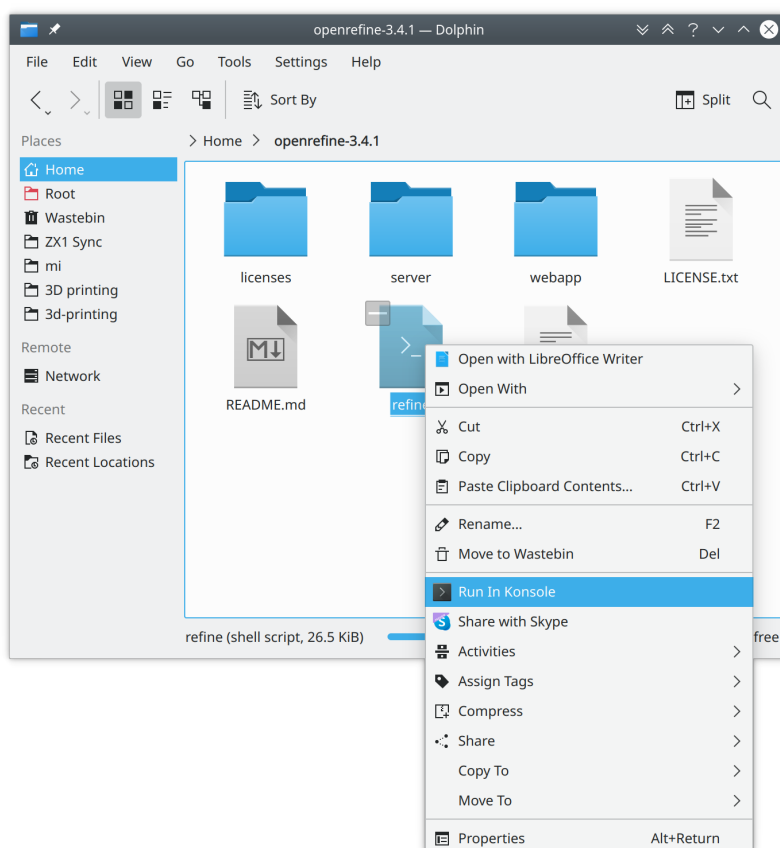 openrefine-3.4.1 — Dolphin
File Edit View Go Tools Settings Help
Sort By Split
Places
Home > openrefine-3.4.1
Home
Root
Wastebin
ZX1 Sync
mi
3D printing
3d-printing
Remote
Network
Recent
Recent Files
Recent Locations
licenses server webapp LICENSE.txt
README.md refine
Open with LibreOffice Writer
Open With
Cut Ctrl+X
Copy Ctrl+C
Paste Clipboard Contents... Ctrl+V
Rename... F2
Move to Wastebin Del
Run In Konsole
Share with Skype
Activities
Assign Tags
Compress
Share
Copy To
Move To
Properties Alt+Return
refine (shell script, 26.5 KiB) free